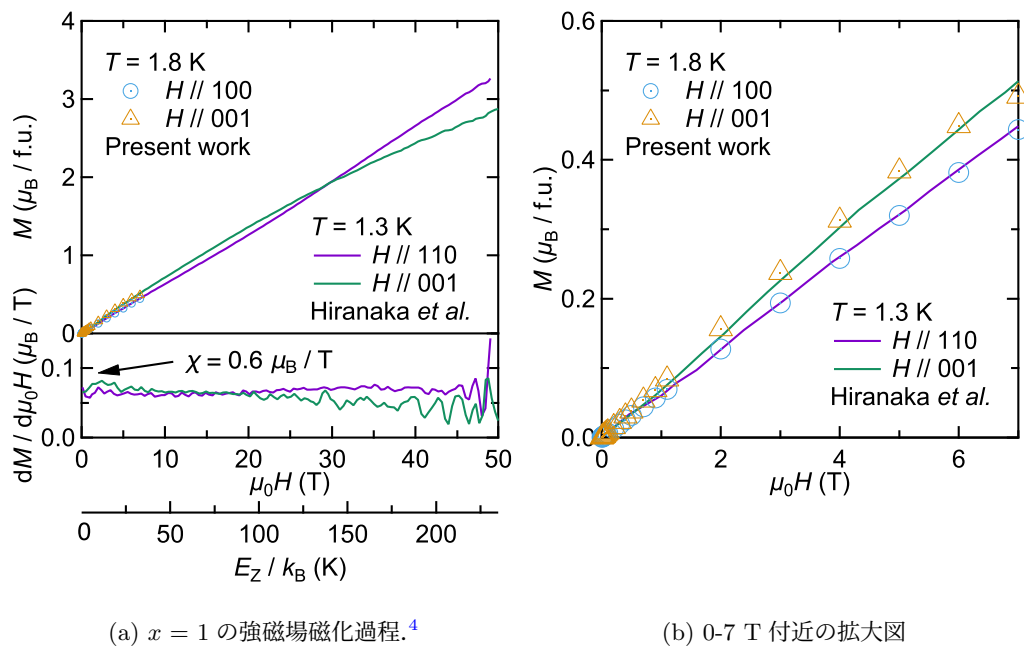 4
3
2
1
0
M (μB / f.u.)
T = 1.8 K
H // 100
H // 001
Present work
T = 1.3 K
H // 110
H // 001
Hiranaka et al.
0.1
0.0
dM / dμ0H (μB / T)
χ = 0.6 μB / T
0 10 20 30 40 50
μ0H (T)
0 50 100 150 200
EZ / kB (K)
(a) x = 1 の強磁場磁化過程.4
0.6
0.4
0.2
0.0
M (μB / f.u.)
T = 1.8 K
H // 100
H // 001
Present work
T = 1.3 K
H // 110
H // 001
Hiranaka et al.
0 2 4 6
μ0H (T)
(b) 0-7 T 付近の拡大図